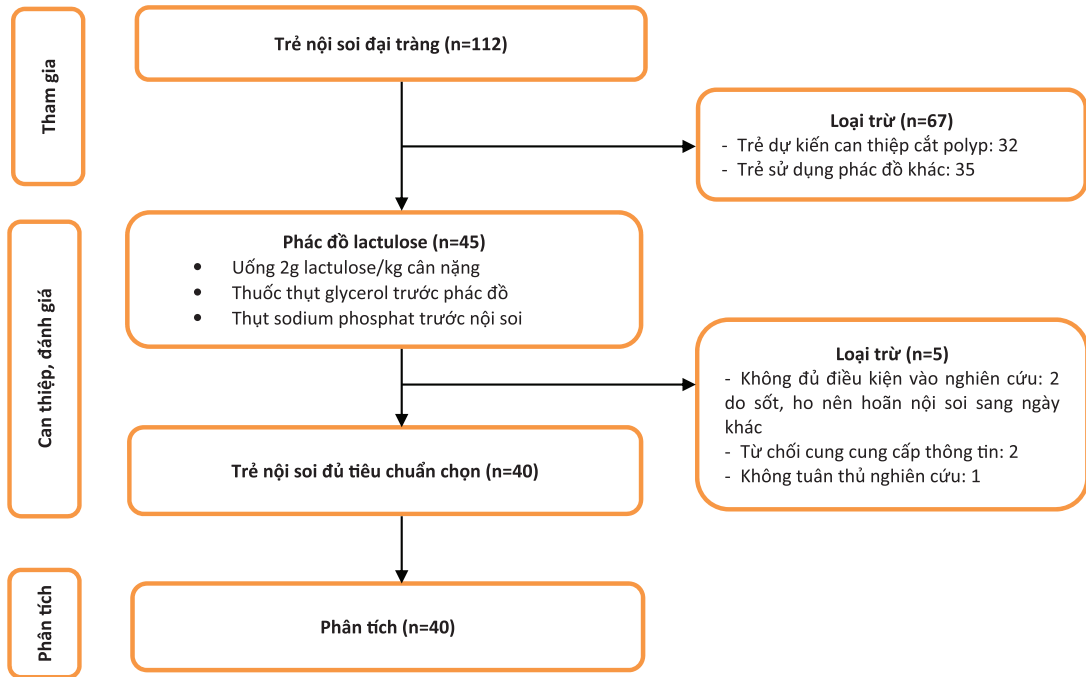 Tham gia
Trẻ nội soi đại tràng (n=112)
Loại trừ (n=67)
- Trẻ dự kiến can thiệp cắt polyp: 32
- Trẻ sử dụng phác đồ khác: 35
Can thiệp, đánh giá
Phác đồ lactulose (n=45)
• Uống 2g lactulose/kg cân nặng
• Thuốc thụt glycerol trước phác đồ
• Thụt sodium phosphat trước nội soi
Loại trừ (n=5)
- Không đủ điều kiện vào nghiên cứu: 2
do sốt, ho nên hoãn nội soi sang ngày
khác
- Từ chối cung cung cấp thông tin: 2
- Không tuân thủ nghiên cứu: 1
Trẻ nội soi đủ tiêu chuẩn chọn (n=40)
Phân tích
Phân tích (n=40)